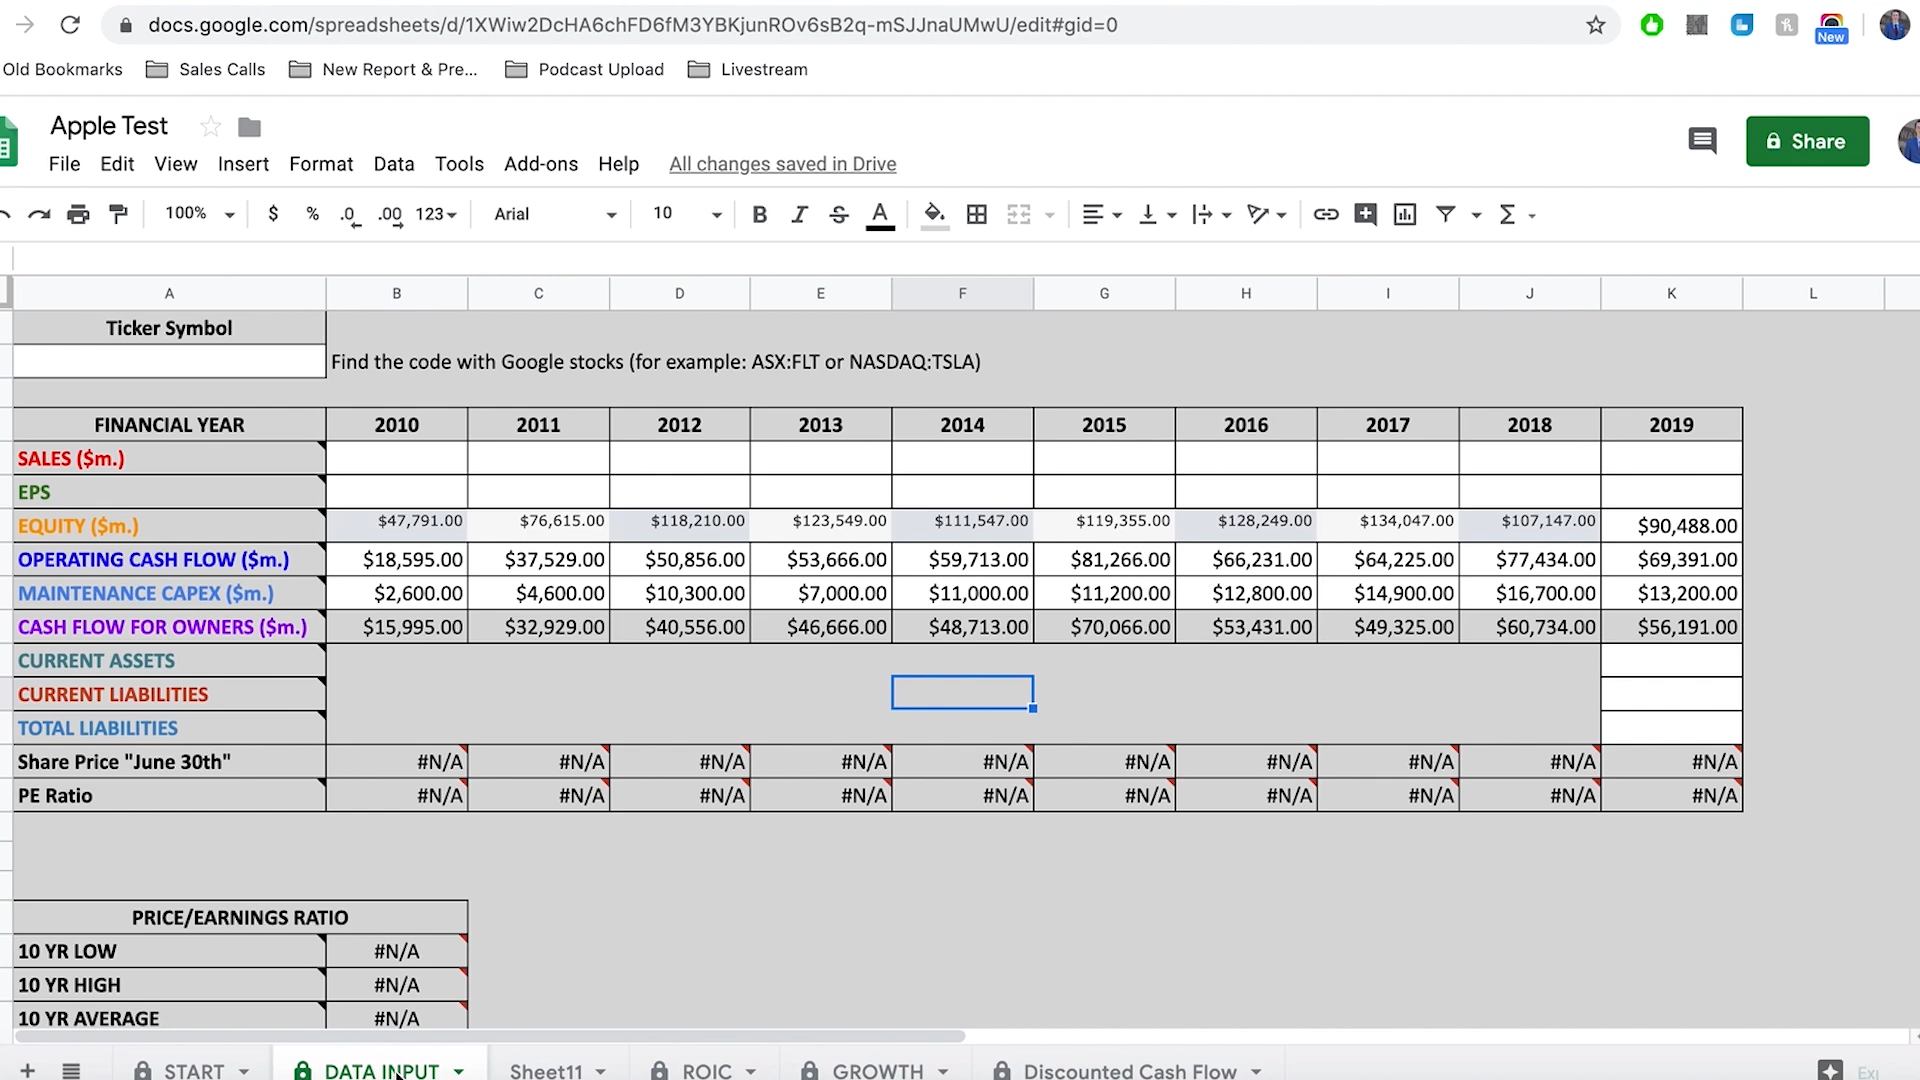 docs.google.com/spreadsheets/d/1XWiw2DcHA6chFD6fM3YBKjunROv6sB2q-mSJJnaUMwU/edit#gid=0
New
Old Bookmarks Sales Calls New Report & Pre... Podcast Upload Livestream
Apple Test
Share
File Edit View Insert Format Data Tools Add-ons Help All changes saved in Drive
100% $ % .0 .00 123 Arial 10 B I S A Σ
A B C D E F G H I J K L
Ticker Symbol
Find the code with Google stocks (for example: ASX:FLT or NASDAQ:TSLA)
FINANCIAL YEAR 2010 2011 2012 2013 2014 2015 2016 2017 2018 2019
SALES ($m.)
EPS
EQUITY ($m.) $47,791.00 $76,615.00 $118,210.00 $123,549.00 $111,547.00 $119,355.00 $128,249.00 $134,047.00 $107,147.00 $90,488.00
OPERATING CASH FLOW ($m.) $18,595.00 $37,529.00 $50,856.00 $53,666.00 $59,713.00 $81,266.00 $66,231.00 $64,225.00 $77,434.00 $69,391.00
MAINTENANCE CAPEX ($m.) $2,600.00 $4,600.00 $10,300.00 $7,000.00 $11,000.00 $11,200.00 $12,800.00 $14,900.00 $16,700.00 $13,200.00
CASH FLOW FOR OWNERS ($m.) $15,995.00 $32,929.00 $40,556.00 $46,666.00 $48,713.00 $70,066.00 $53,431.00 $49,325.00 $60,734.00 $56,191.00
CURRENT ASSETS
CURRENT LIABILITIES
TOTAL LIABILITIES
Share Price "June 30th" #N/A #N/A #N/A #N/A #N/A #N/A #N/A #N/A #N/A #N/A
PE Ratio #N/A #N/A #N/A #N/A #N/A #N/A #N/A #N/A #N/A #N/A
PRICE/EARNINGS RATIO
10 YR LOW #N/A
10 YR HIGH #N/A
10 YR AVERAGE #N/A
START DATA INPUT Sheet11 ROIC GROWTH Discounted Cash Flow